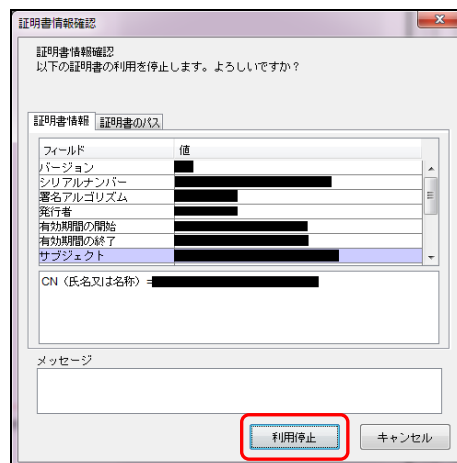 証明書情報確認
証明書情報確認
以下の証明書の利用を停止します。よろしいですか？
証明書情報 証明書のパス
フィールド 値
バージョン
シリアルナンバー
署名アルゴリズム
発行者
有効期間の開始
有効期間の終了
サブジェクト
CN（氏名又は名称）=
メッセージ
利用停止 キャンセル